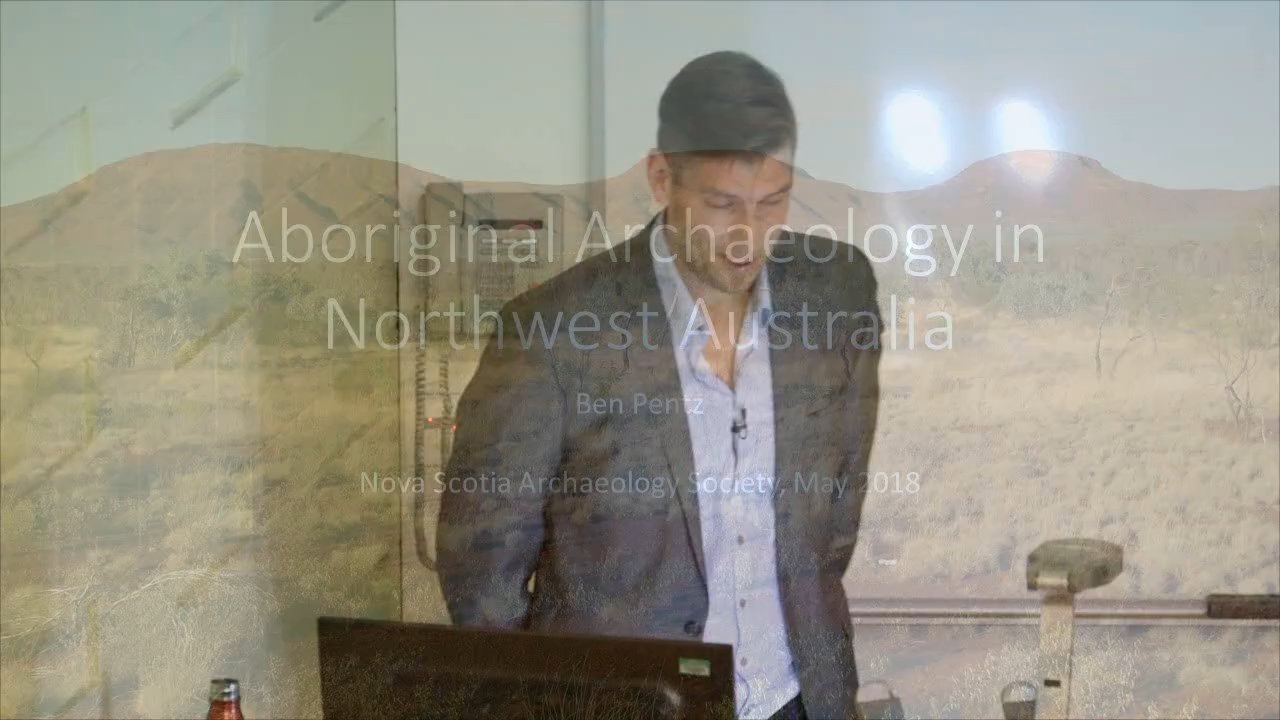 Aboriginal Archaeology in
Northwest Australia
Ben Pentz
Nova Scotia Archaeology Society, May 2018